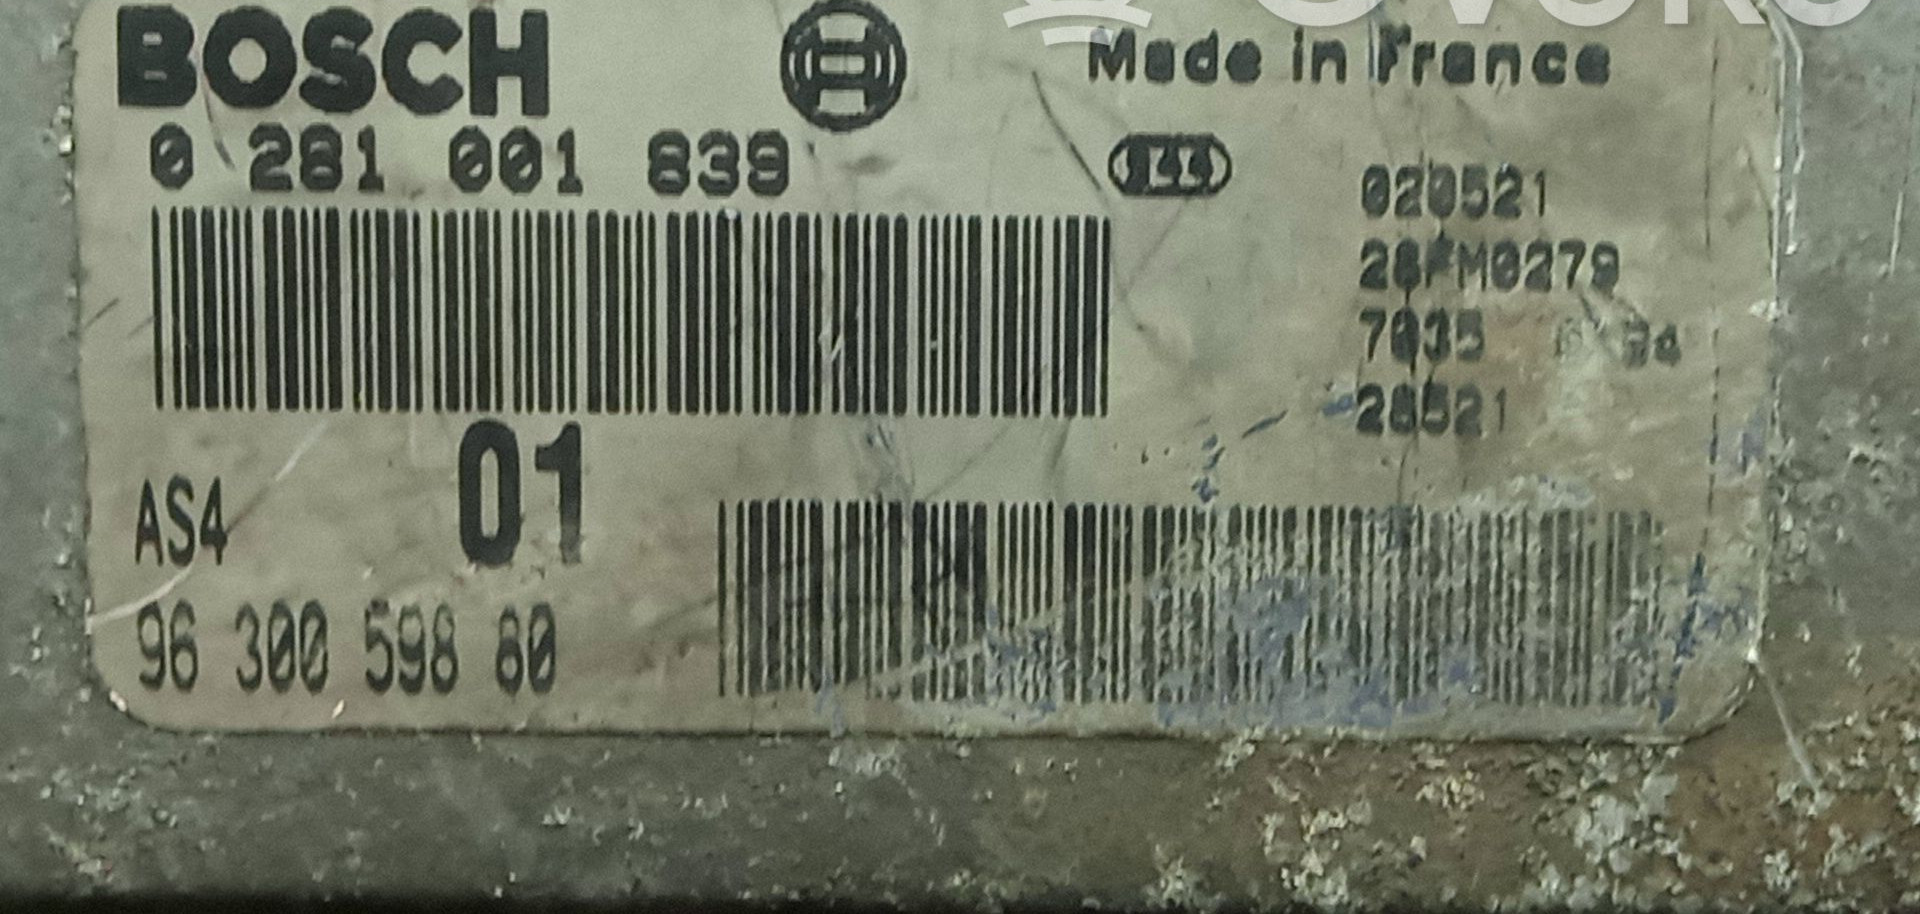 BOSCH
Made in France
0 281 001 839
020521
28FM0279
7035
28521
AS4
01
96 300 598 80